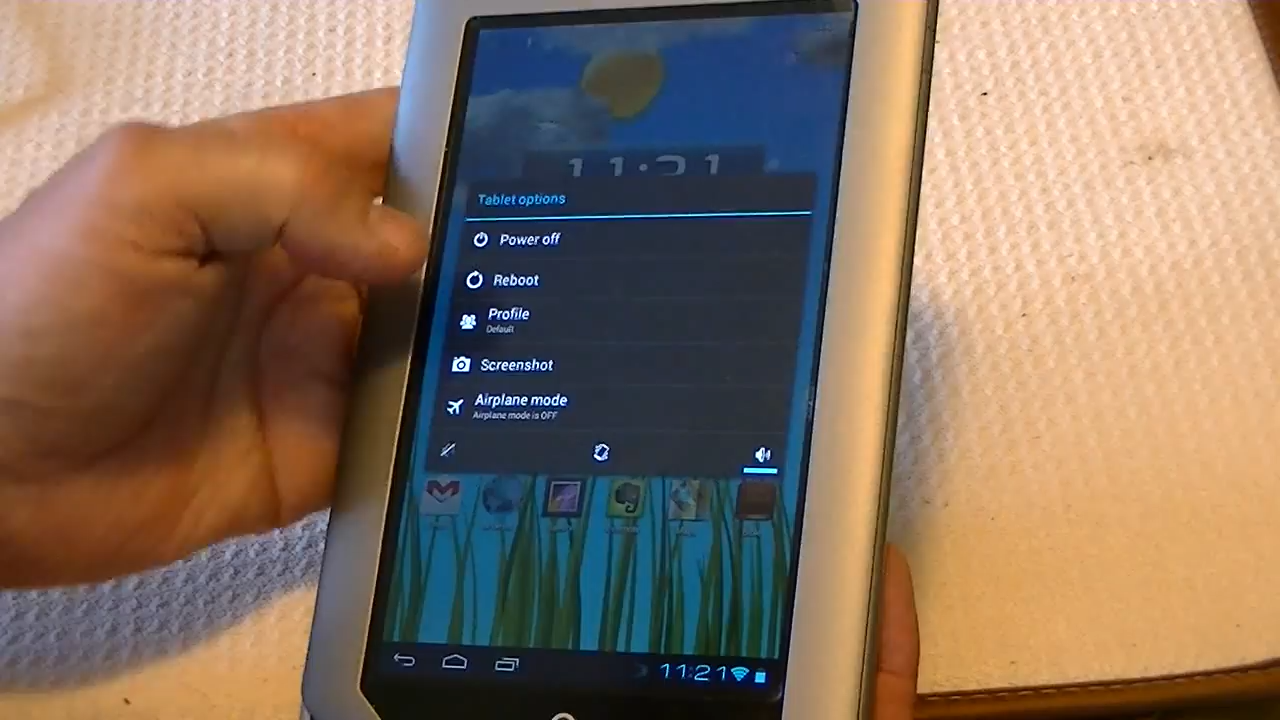 11:21
Tablet options
Power off
Reboot
Profile
Default
Screenshot
Airplane mode
Airplane mode is OFF
11:21